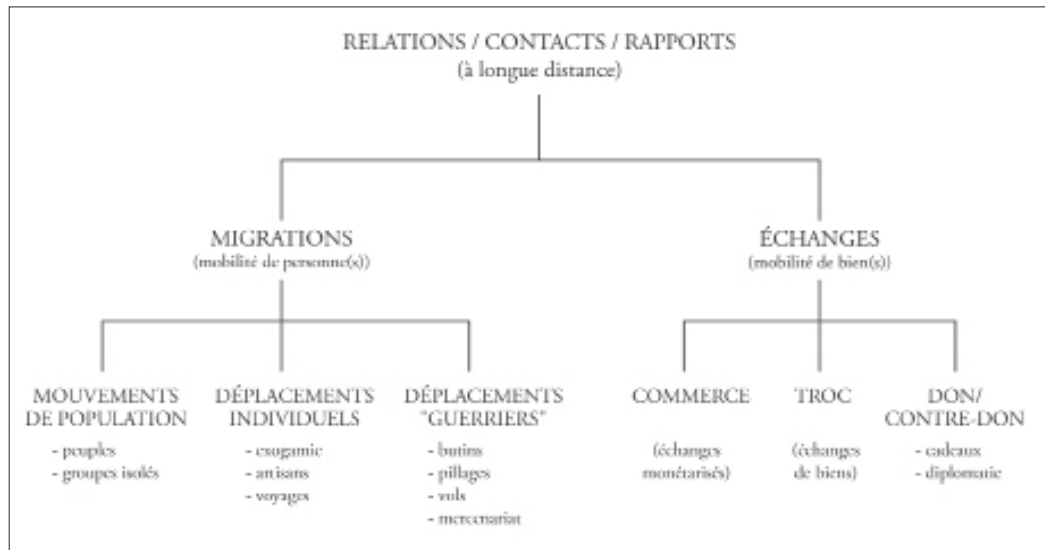 RELATIONS / CONTACTS / RAPPORTS
(à longue distance)
MIGRATIONS
(mobilité de personne(s))
ÉCHANGES
(mobilité de bien(s))
MOUVEMENTS
DE POPULATION
- peuples
- groupes isolés
DÉPLACEMENTS
INDIVIDUELS
- exogamie
- artisans
- voyages
DÉPLACEMENTS
"GUERRIERS"
- butins
- pillages
- vols
- mercenariat
COMMERCE
(échanges
monétarisés)
TROC
(échanges
de biens)
DON/
CONTRE-DON
- cadeaux
- diplomatie